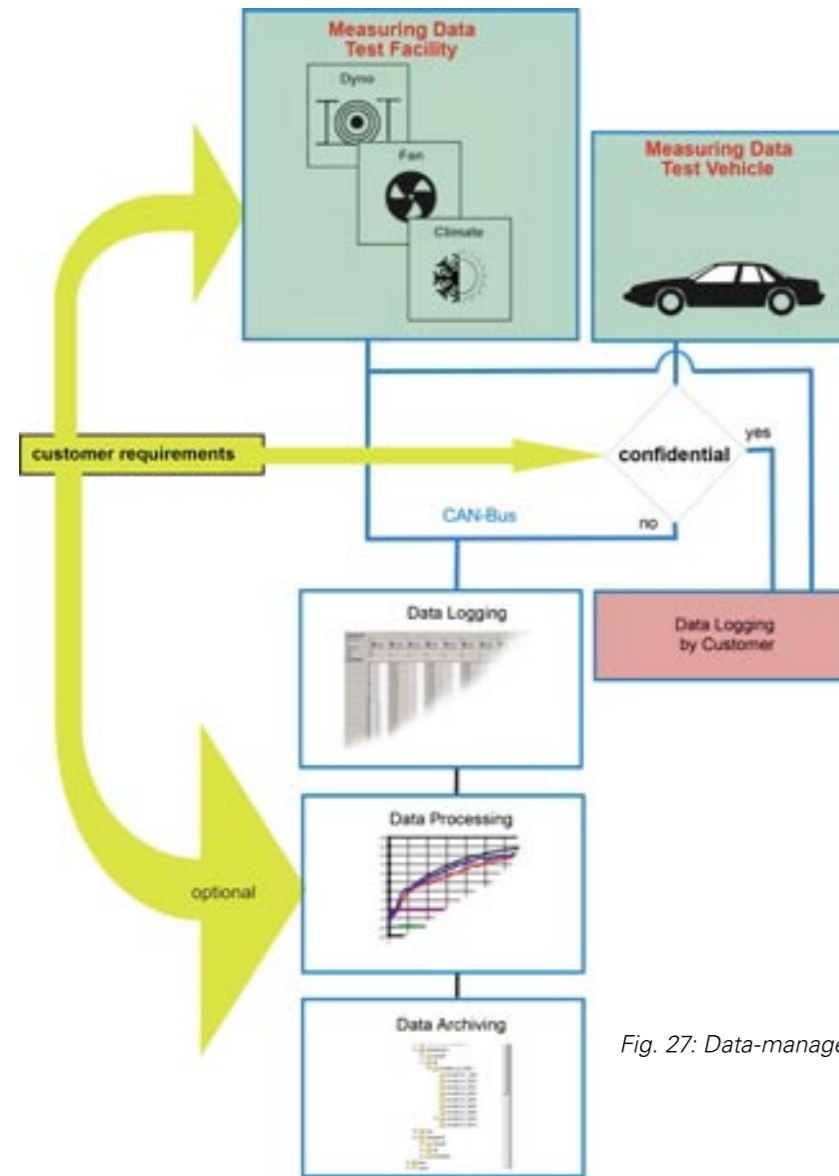 Measuring Data
Test Facility
Dyno
Fan
Climate
Measuring Data
Test Vehicle
customer requirements
confidential
yes
no
CAN-Bus
Data Logging
Data Logging
by Customer
Data Processing
optional
Data Archiving
Fig. 27: Data-manage